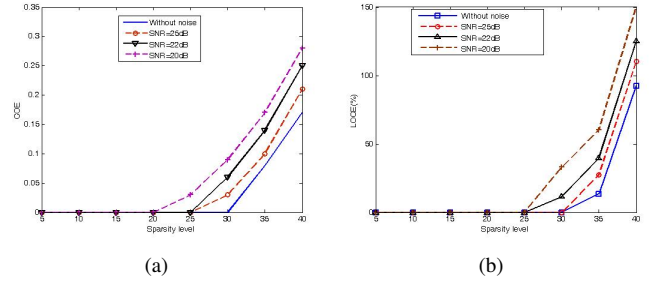 0.35
0.3
0.25
0.2
0.15
0.1
0.05
0
OOE
Without noise
SNR=25dB
SNR=22dB
SNR=20dB
5 10 15 20 25 30 35 40
Sparsity level
(a)
150
100
50
0
LOOE(%)
Without noise
SNR=25dB
SNR=22dB
SNR=20dB
5 10 15 20 25 30 35 40
Sparsity level
(b)